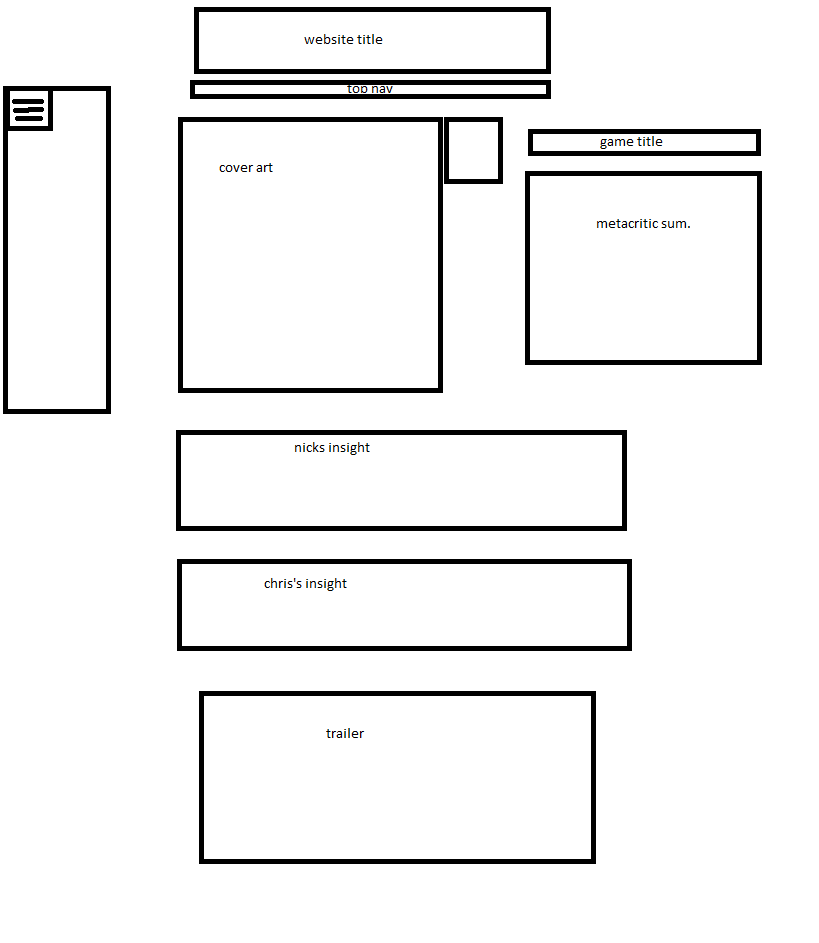 website title
top nav
cover art
game title
metacritic sum.
nicks insight
chris's insight
trailer